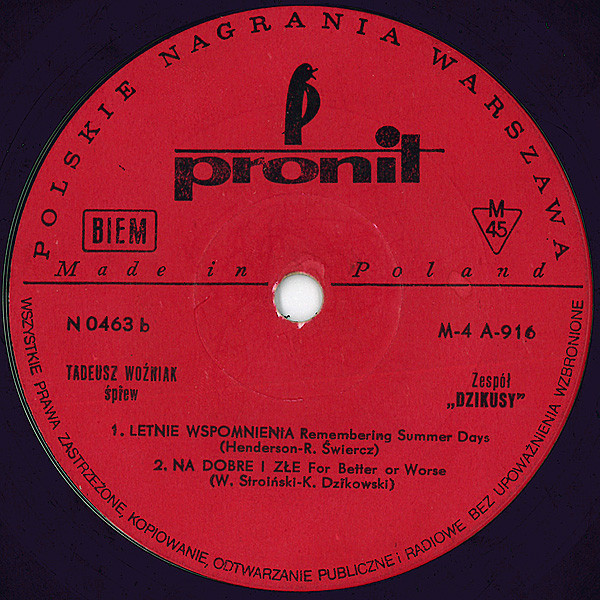 POLSKIE NAGRANIA WARSZAWA
pronit
BIEM
M
45
Made in Poland
N 0463 b
M-4 A-916
TADEUSZ WOŹNIAK
śpiew
Zespół
„DZIKUSY”
1. LETNIE WSPOMNIENIA Remembering Summer Days
(Henderson-R. Świercz)
2. NA DOBRE I ZŁE For Better or Worse
(W. Stroiński-K. Dzikowski)
WSZYSTKIE PRAWA ZASTRZEŻONE, KOPIOWANIE, ODTWARZANIE PUBLICZNE i RADIOWE BEZ UPOWAŻNIENIA WZBRONIONE